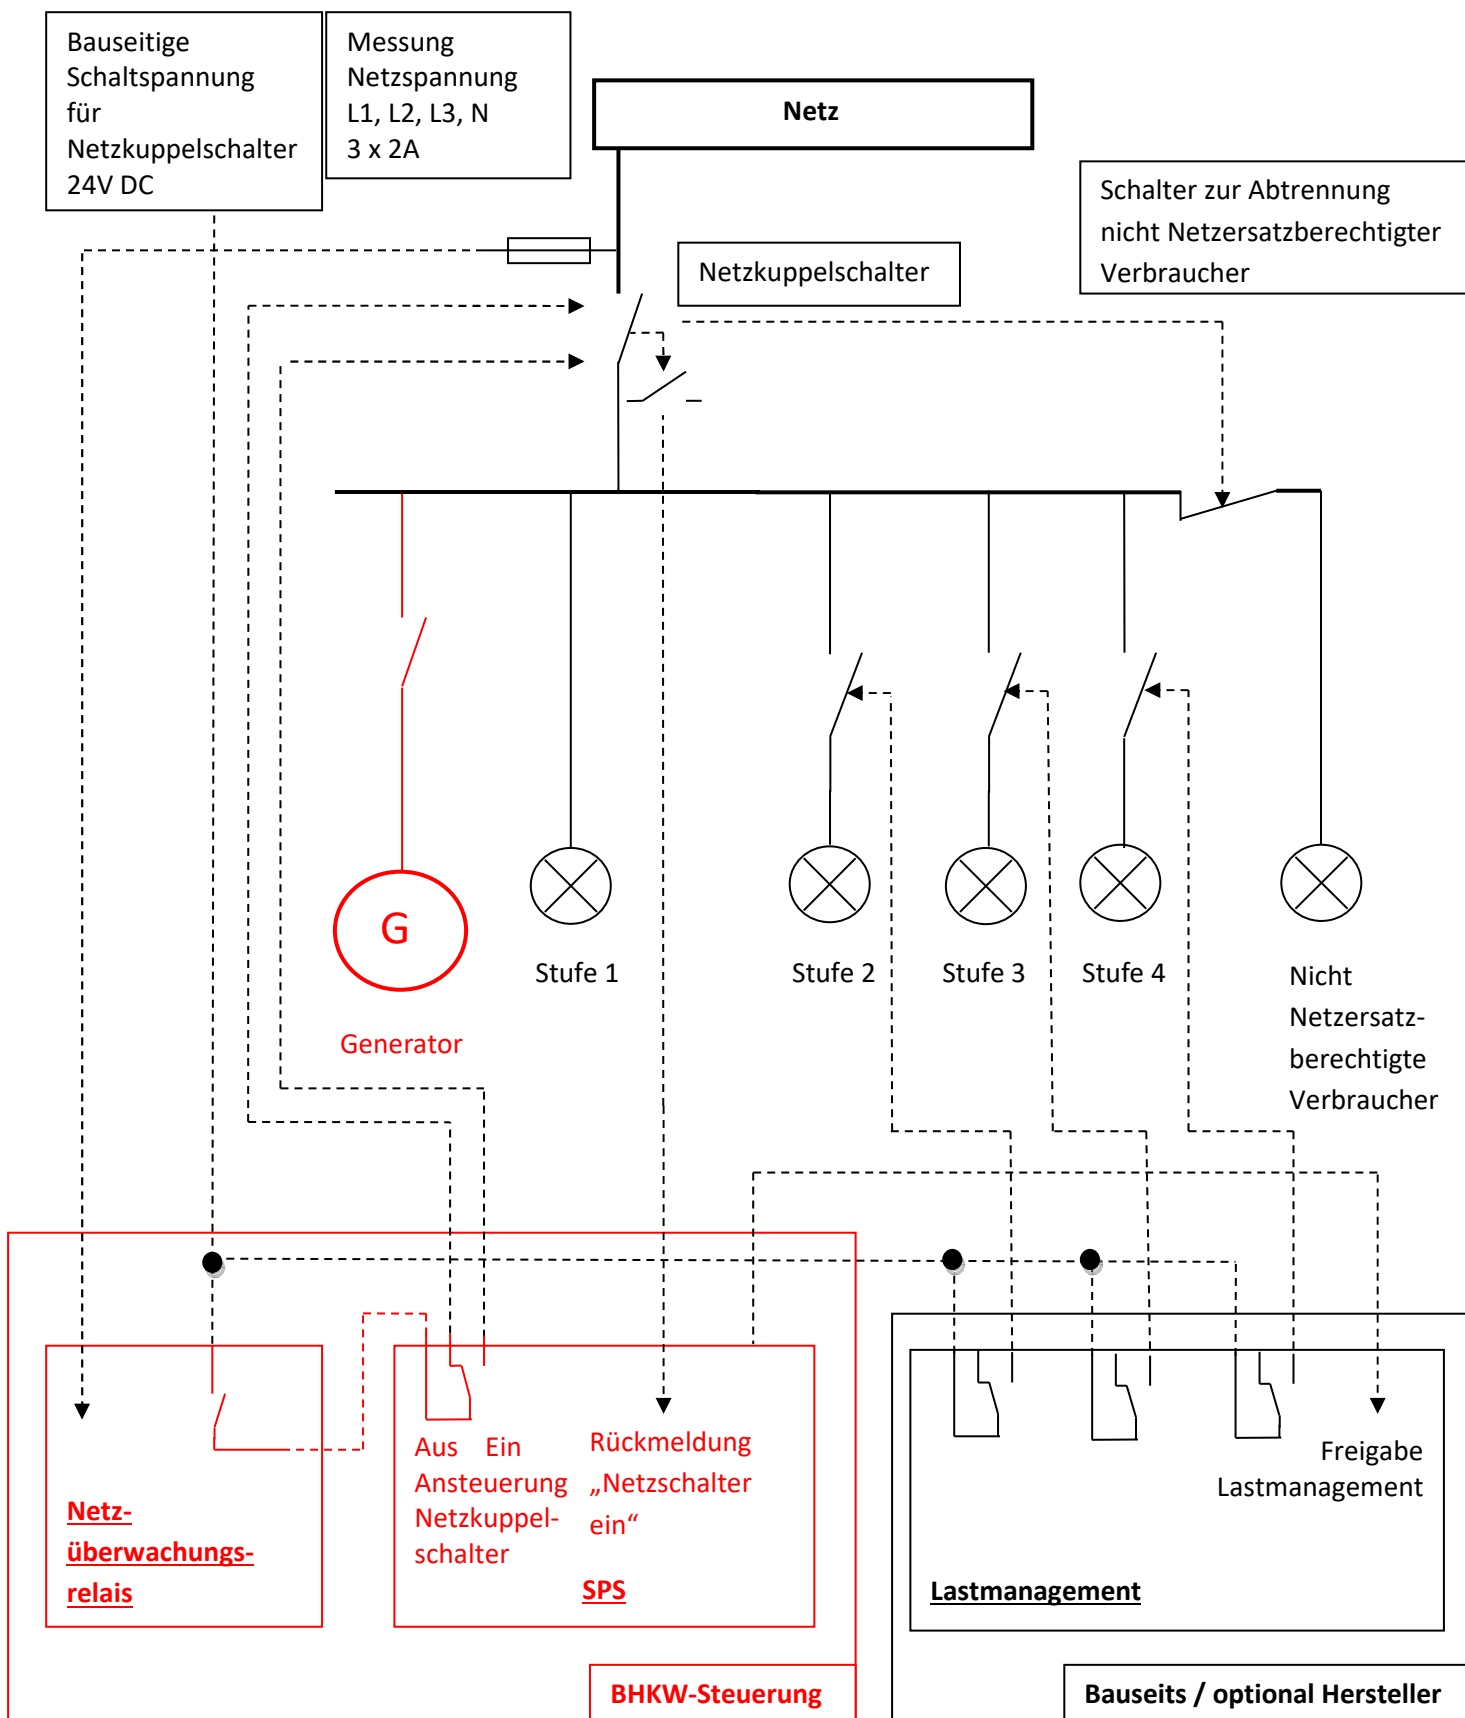 Bauseitige
Schaltspannung
für
Netzkuppelschalter
24V DC
Messung
Netzspannung
L1, L2, L3, N
3 x 2A
Netz
Schalter zur Abtrennung
nicht Netzersatzberechtigter
Verbraucher
Netzkuppelschalter
G
Generator
Stufe 1
Stufe 2
Stufe 3
Stufe 4
Nicht
Netzersatz-
berechtigte
Verbraucher
Netz-
überwachungs-
relais
Aus Ein
Ansteuerung
Netzkuppel-
schalter
Rückmeldung
„Netzschalter
ein“
SPS
Freigabe
Lastmanagement
Lastmanagement
BHKW-Steuerung
Bauseits / optional Hersteller